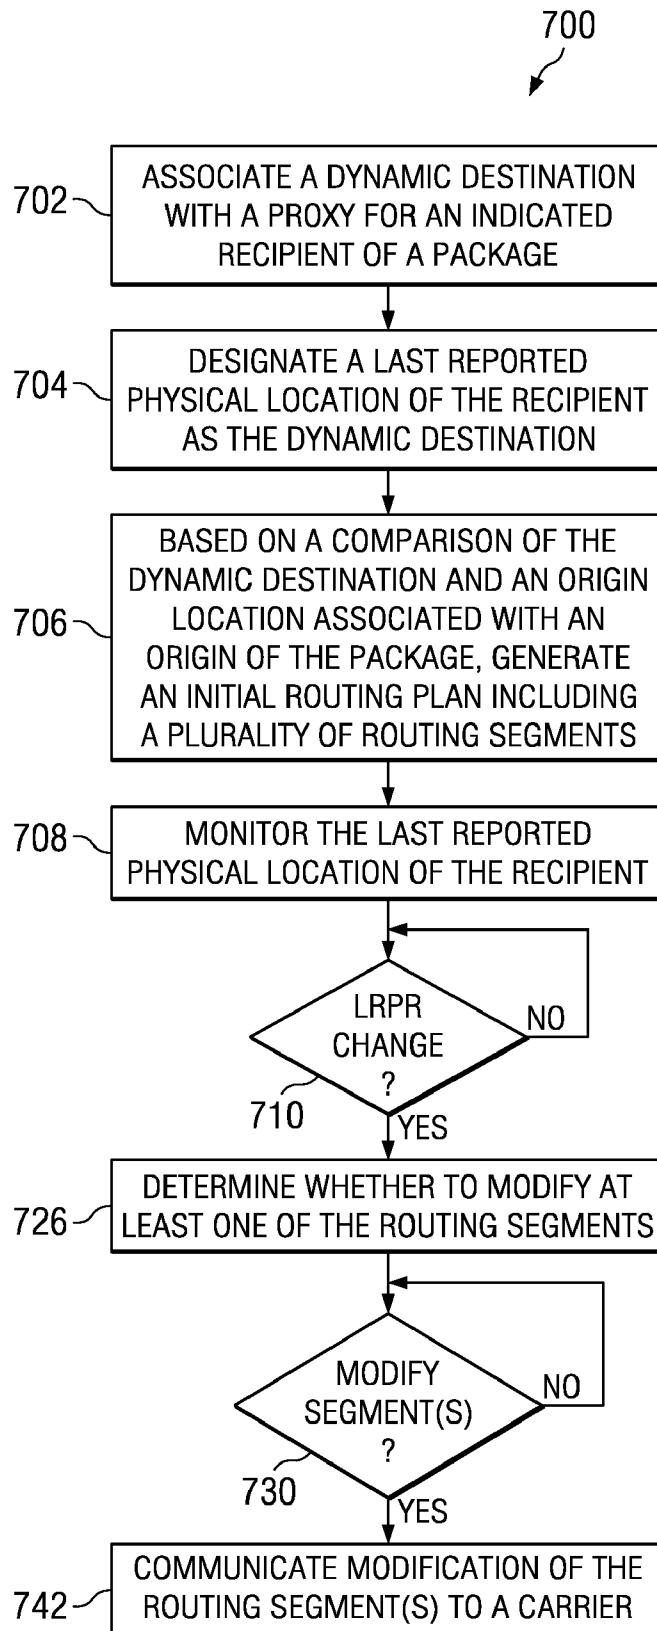 700
702
ASSOCIATE A DYNAMIC DESTINATION
WITH A PROXY FOR AN INDICATED
RECIPIENT OF A PACKAGE
704
DESIGNATE A LAST REPORTED
PHYSICAL LOCATION OF THE RECIPIENT
AS THE DYNAMIC DESTINATION
706
BASED ON A COMPARISON OF THE
DYNAMIC DESTINATION AND AN ORIGIN
LOCATION ASSOCIATED WITH AN
ORIGIN OF THE PACKAGE, GENERATE
AN INITIAL ROUTING PLAN INCLUDING
A PLURALITY OF ROUTING SEGMENTS
708
MONITOR THE LAST REPORTED
PHYSICAL LOCATION OF THE RECIPIENT
LRPR
CHANGE
?
NO
710
YES
726
DETERMINE WHETHER TO MODIFY AT
LEAST ONE OF THE ROUTING SEGMENTS
MODIFY
SEGMENT(S)
?
NO
730
YES
742
COMMUNICATE MODIFICATION OF THE
ROUTING SEGMENT(S) TO A CARRIER